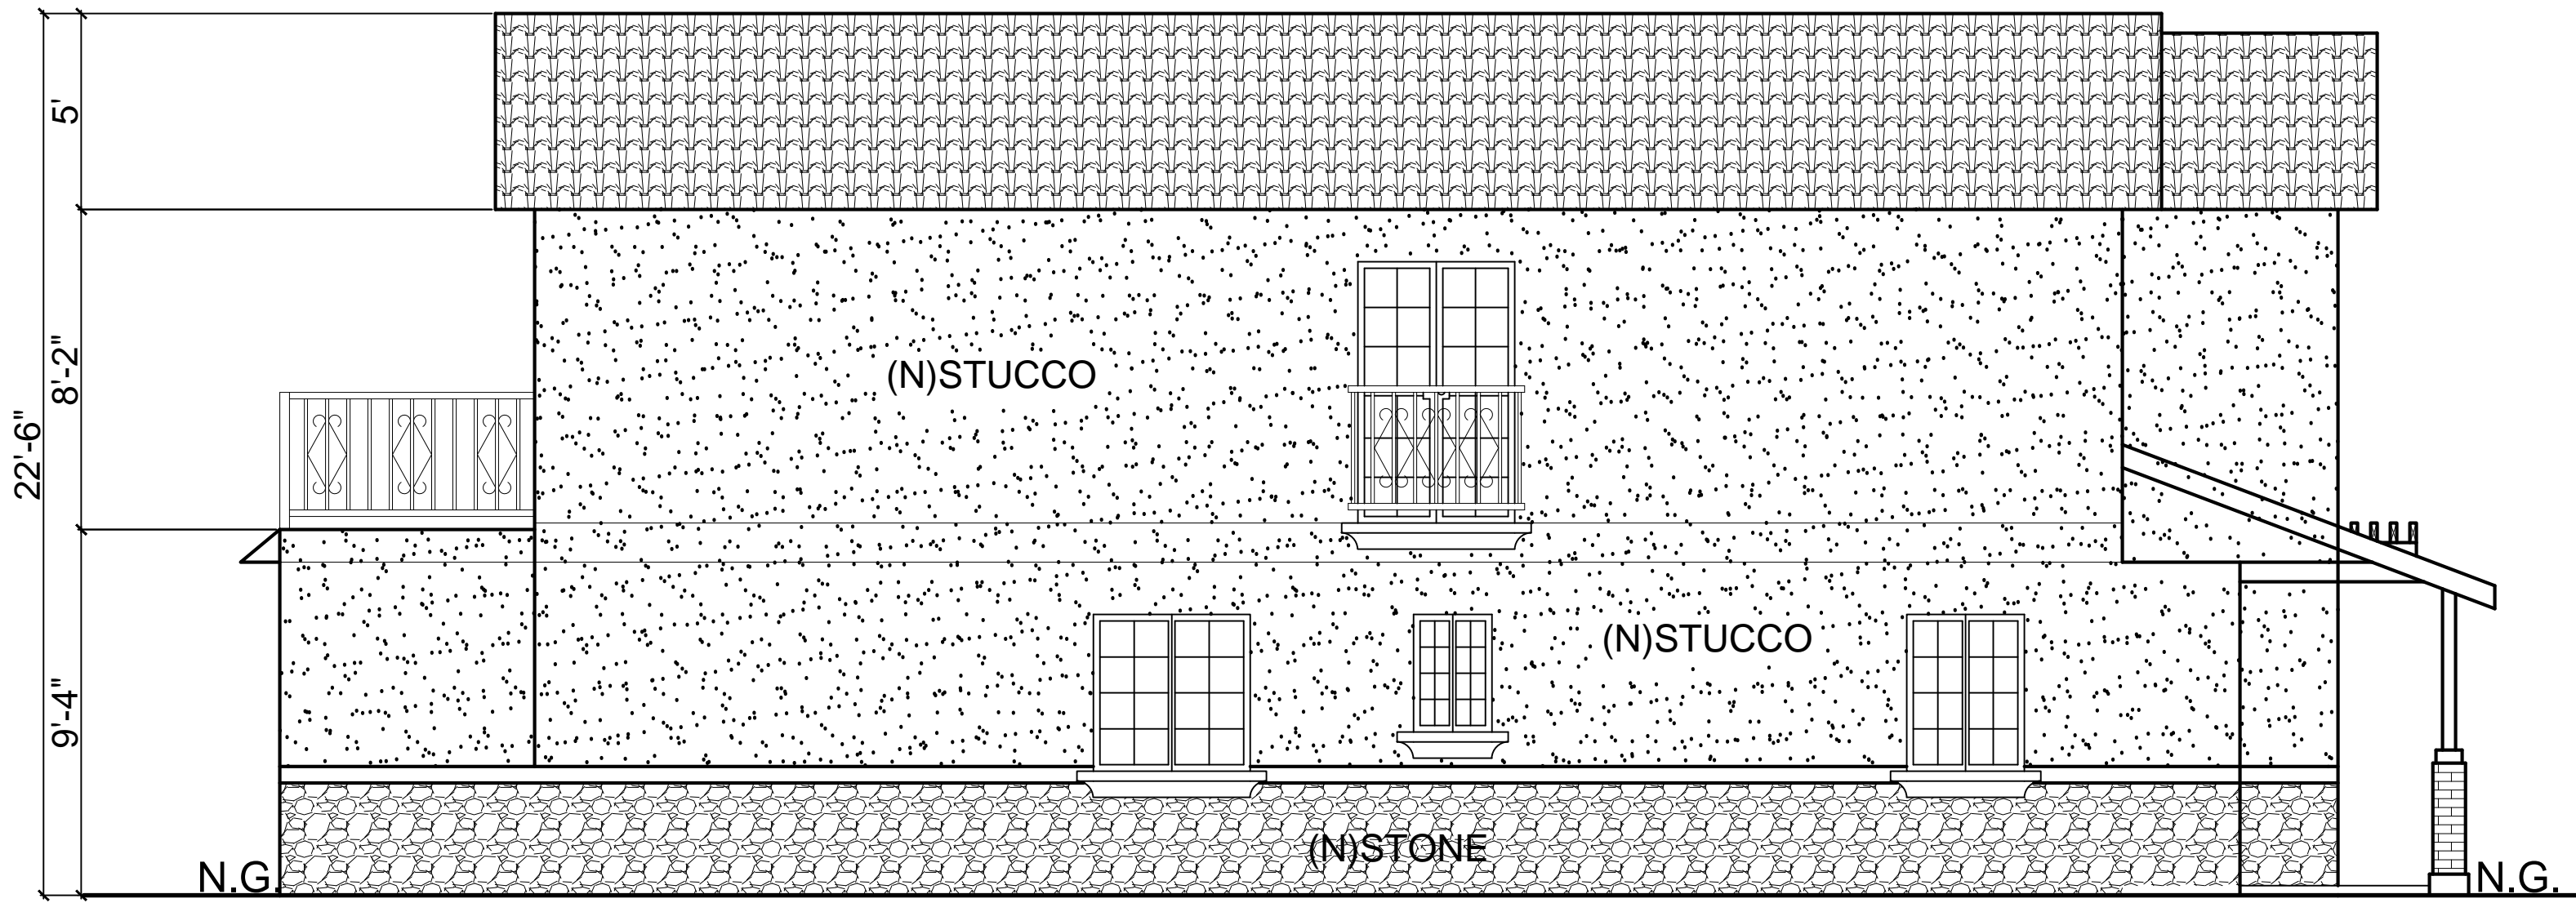 5'
8'-2"
22'-6"
9'-4"
(N)STUCCO
(N)STUCCO
(N)STONE
N.G.
N.G.